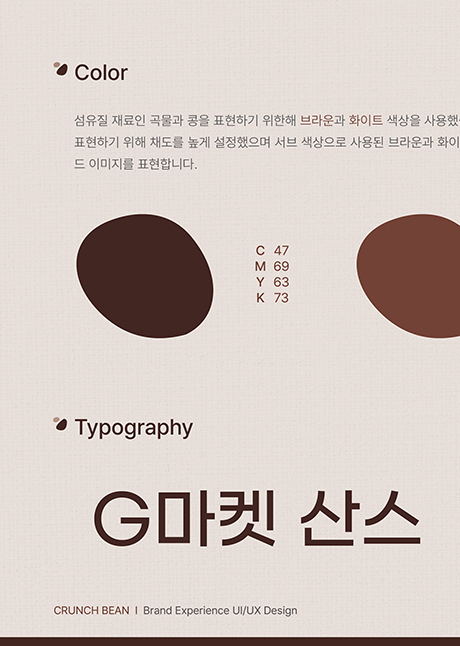 Color
섬유질 재료인 곡물과 콩을 표현하기 위한해 브라운과 화이트 색상을 사용했
표현하기 위해 채도를 높게 설정했으며 서브 색상으로 사용된 브라운과 화이
드 이미지를 표현합니다.
C 47
M 69
Y 63
K 73
Typography
G마켓 산스
CRUNCH BEAN I Brand Experience UI/UX Design